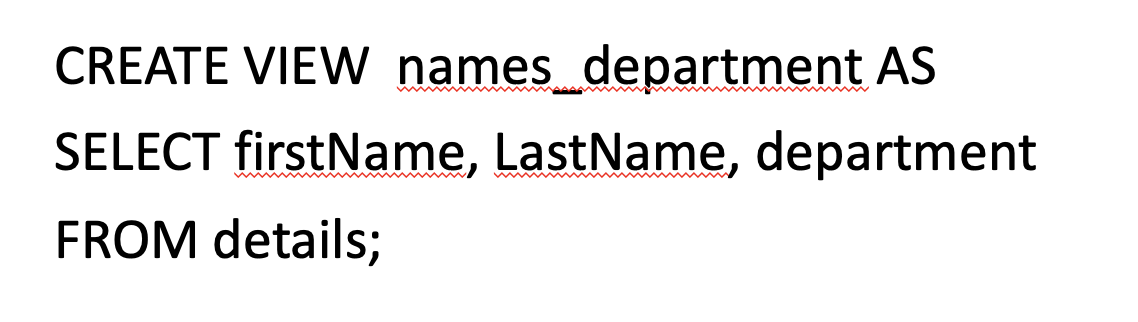 CREATE VIEW  names_department AS
SELECT firstName, LastName, department
FROM details;